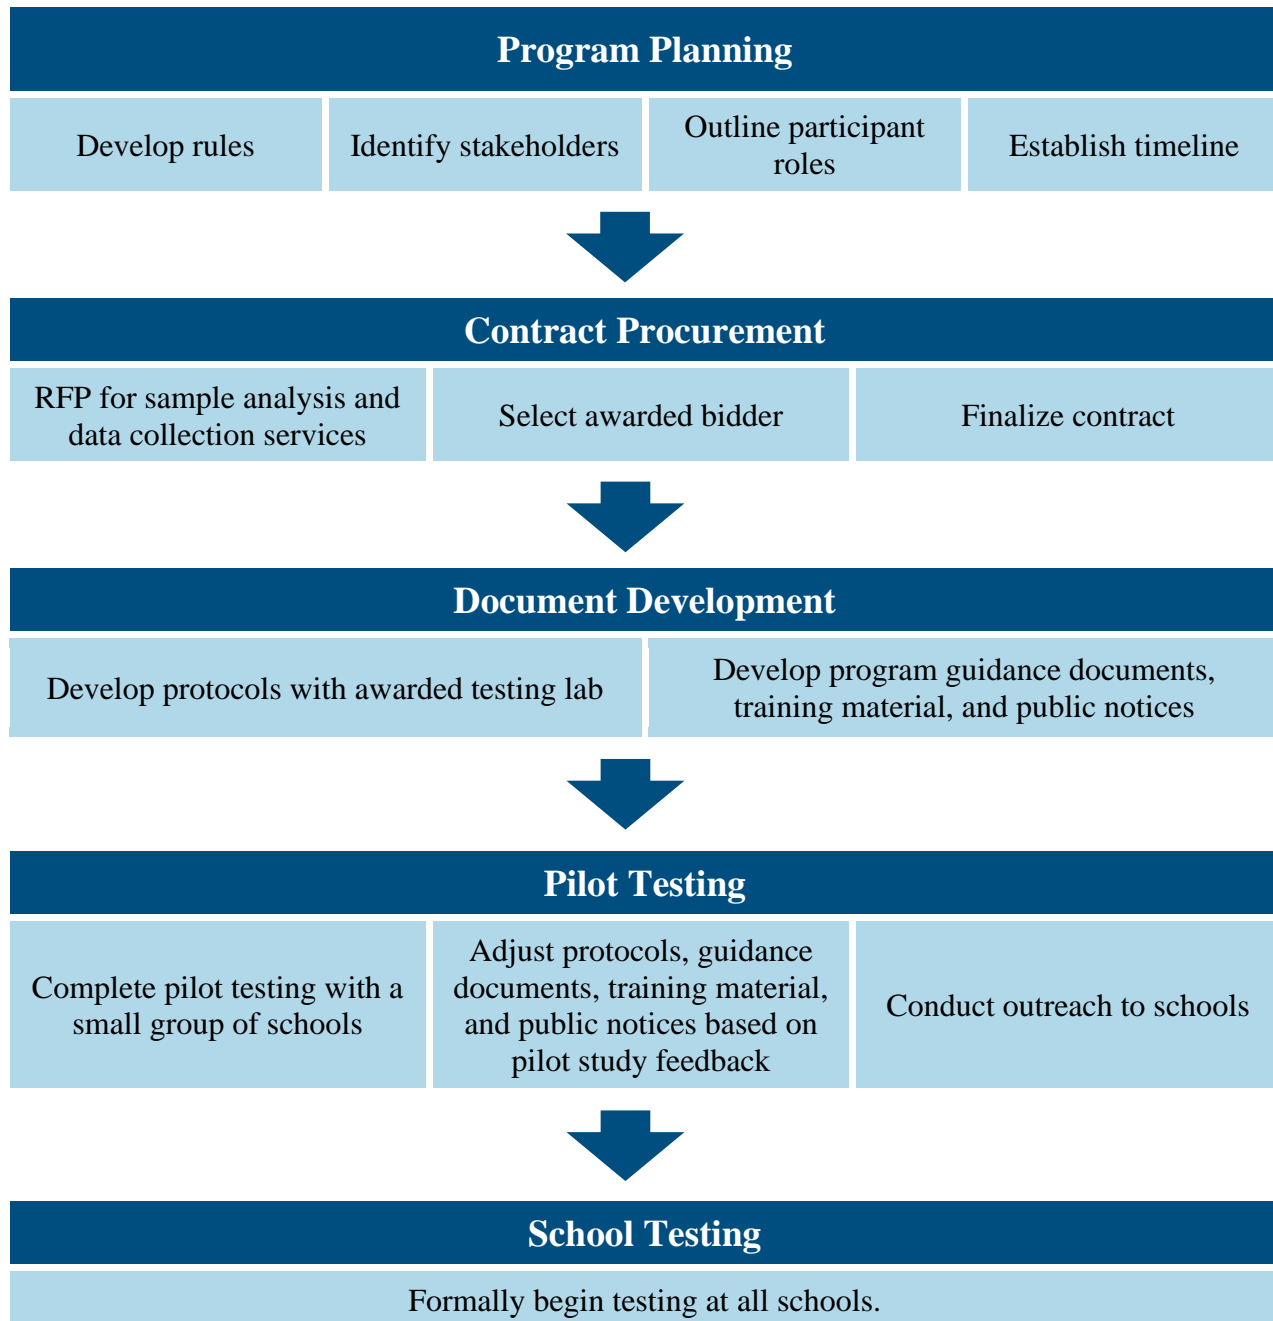 Program Planning
Develop rules
Identify stakeholders
Outline participant
roles
Establish timeline
Contract Procurement
RFP for sample analysis and
data collection services
Select awarded bidder
Finalize contract
Document Development
Develop protocols with awarded testing lab
Develop program guidance documents,
training material, and public notices
Pilot Testing
Complete pilot testing with a
small group of schools
Adjust protocols, guidance
documents, training material,
and public notices based on
pilot study feedback
Conduct outreach to schools
School Testing
Formally begin testing at all schools.